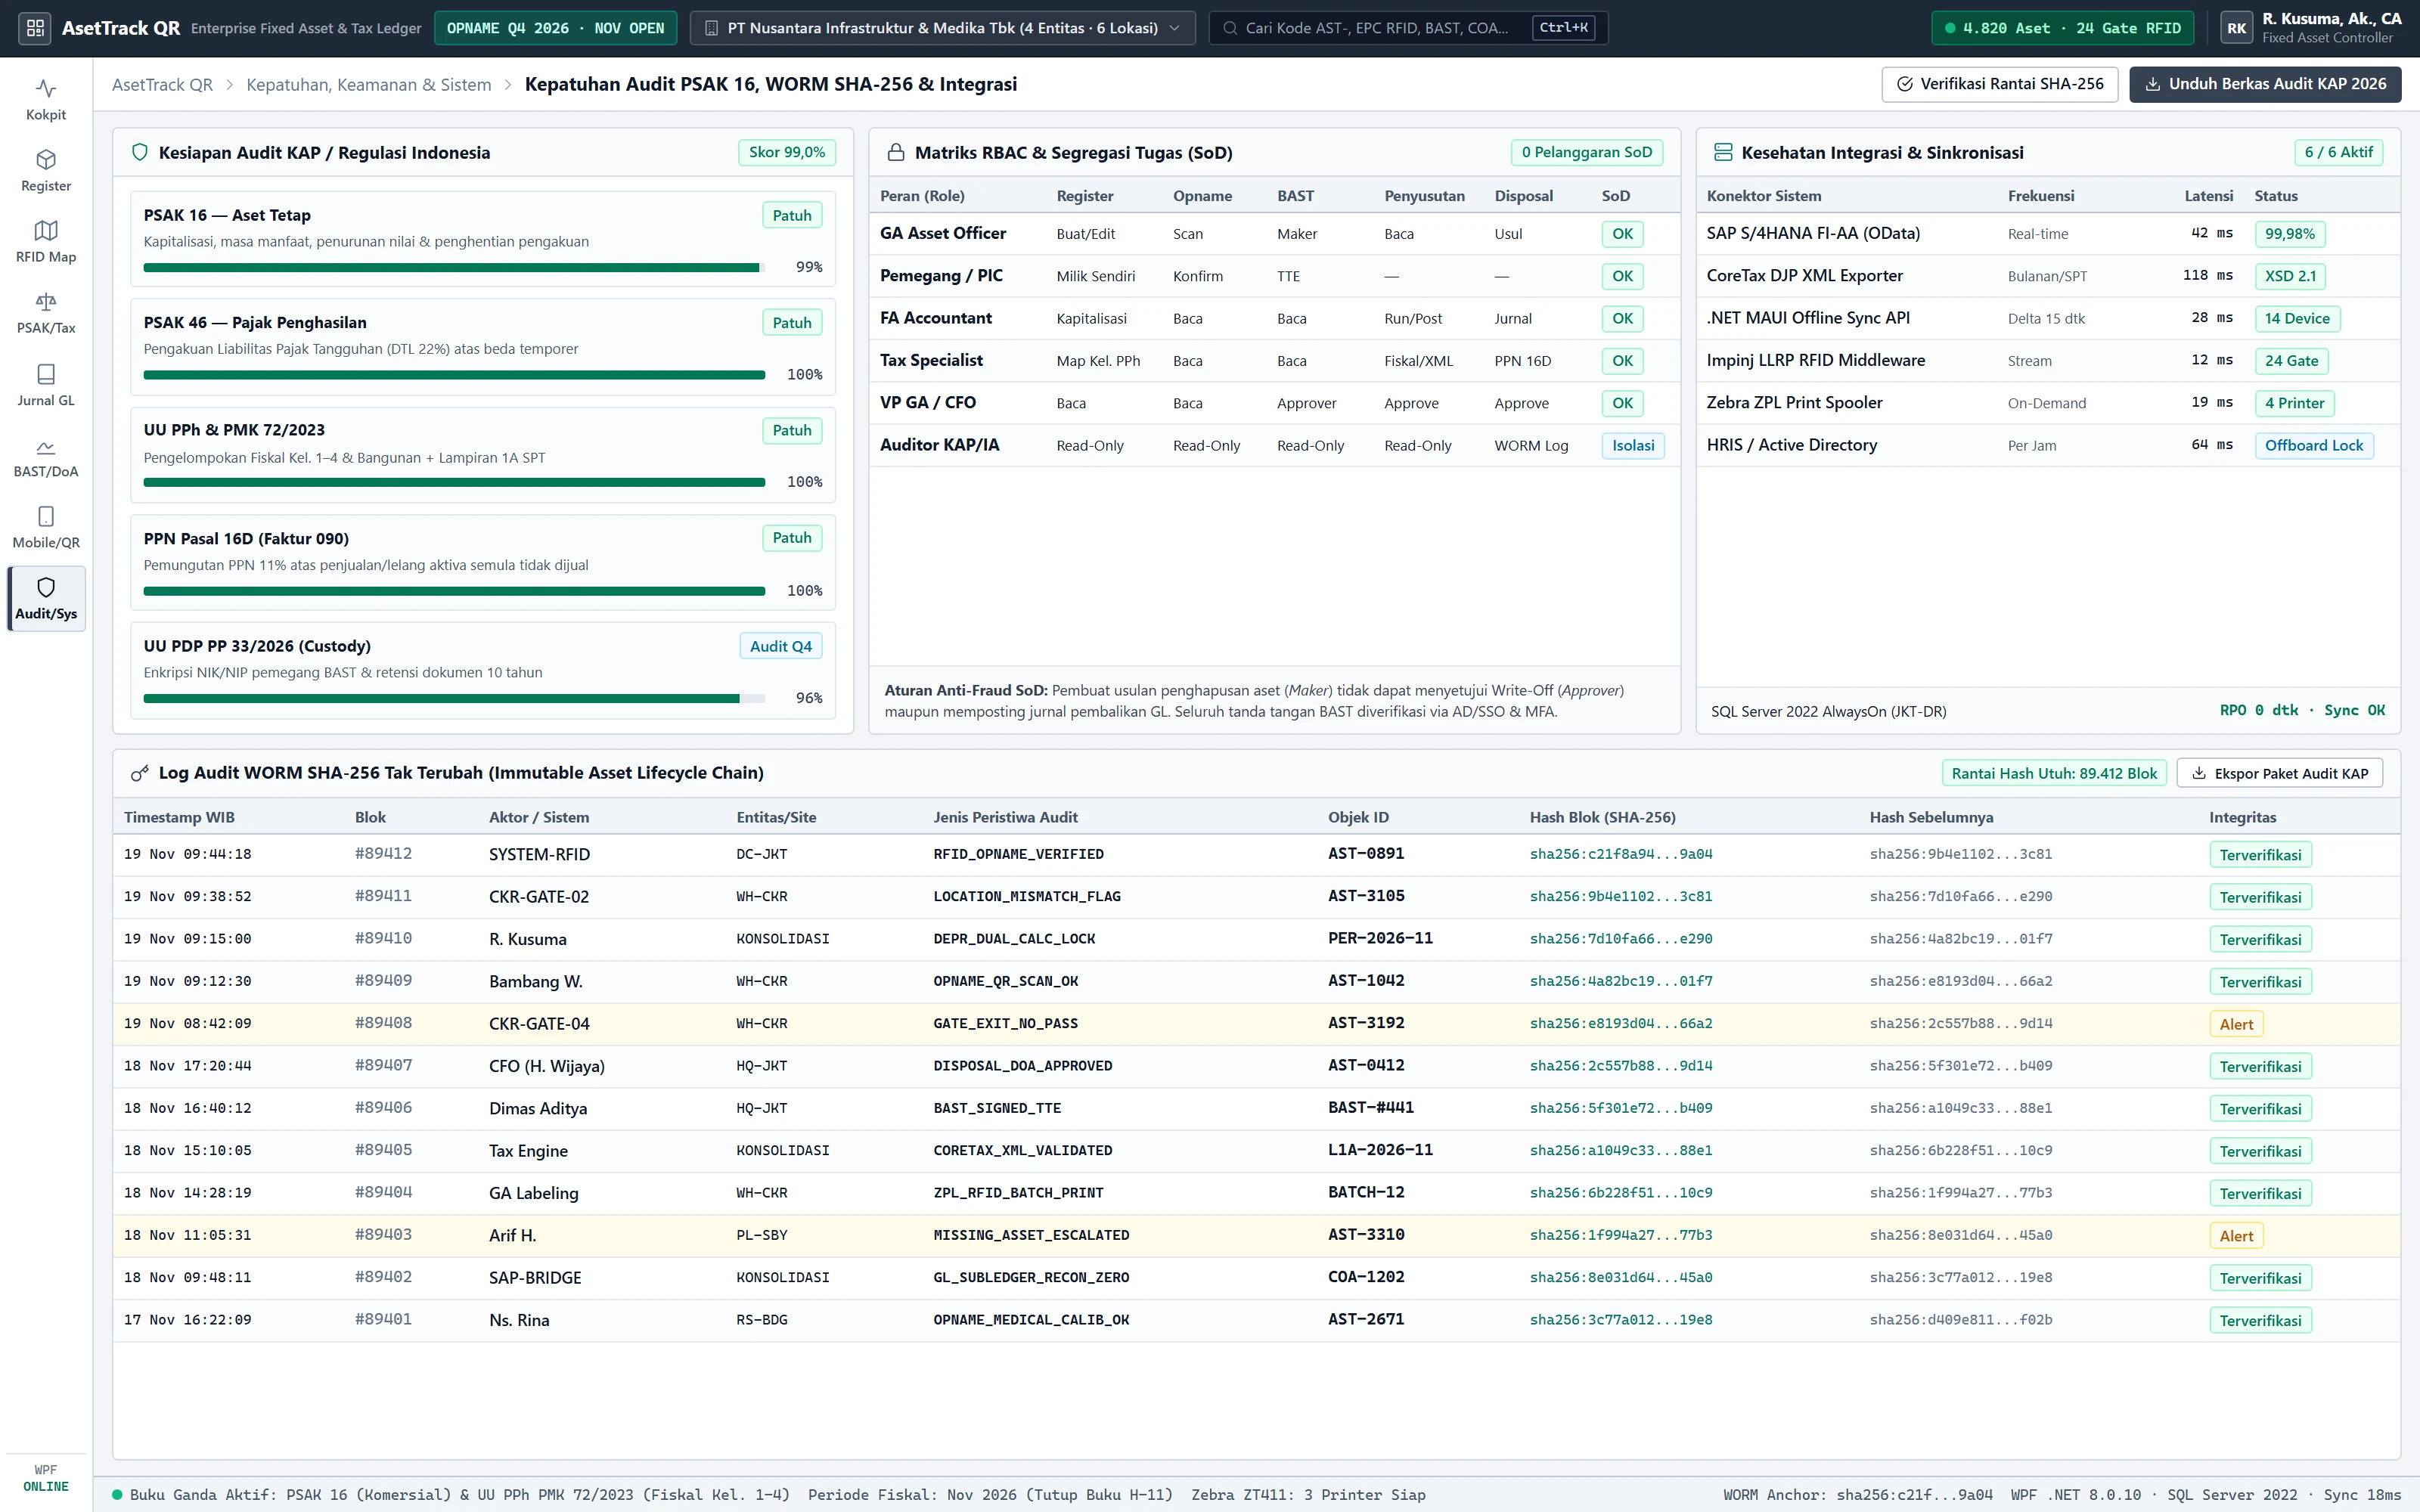 AsetTrack QR Enterprise Fixed Asset & Tax Ledger OPNAME Q4 2026 · NOV OPEN PT Nusantara Infrastruktur & Medika Tbk (4 Entitas · 6 Lokasi) Cari Kode AST-, EPC RFID, BAST, COA... Ctrl+K 4.820 Aset · 24 Gate RFID RK R. Kusuma, Ak., CA
Fixed Asset Controller
Kokpit
Register
RFID Map
PSAK/Tax
Jurnal GL
BAST/DoA
Mobile/QR
Audit/Sys
WPF
ONLINE
AsetTrack QR > Kepatuhan, Keamanan & Sistem > Kepatuhan Audit PSAK 16, WORM SHA-256 & Integrasi Verifikasi Rantai SHA-256 Unduh Berkas Audit KAP 2026
Kesiapan Audit KAP / Regulasi Indonesia Skor 99,0%
PSAK 16 — Aset Tetap Patuh
Kapitalisasi, masa manfaat, penurunan nilai & penghentian pengakuan
99%
PSAK 46 — Pajak Penghasilan Patuh
Pengakuan Liabilitas Pajak Tangguhan (DTL 22%) atas beda temporer
100%
UU PPh & PMK 72/2023 Patuh
Pengelompokan Fiskal Kel. 1–4 & Bangunan + Lampiran 1A SPT
100%
PPN Pasal 16D (Faktur 090) Patuh
Pemungutan PPN 11% atas penjualan/lelang aktiva semula tidak dijual
100%
UU PDP PP 33/2026 (Custody) Audit Q4
Enkripsi NIK/NIP pemegang BAST & retensi dokumen 10 tahun
96%
Matriks RBAC & Segregasi Tugas (SoD) 0 Pelanggaran SoD
Peran (Role) Register Opname BAST Penyusutan Disposal SoD
GA Asset Officer Buat/Edit Scan Maker Baca Usul OK
Pemegang / PIC Milik Sendiri Konfirm TTE — — OK
FA Accountant Kapitalisasi Baca Baca Run/Post Jurnal OK
Tax Specialist Map Kel. PPh Baca Baca Fiskal/XML PPN 16D OK
VP GA / CFO Baca Baca Approver Approve Approve OK
Auditor KAP/IA Read-Only Read-Only Read-Only Read-Only WORM Log Isolasi
Aturan Anti-Fraud SoD: Pembuat usulan penghapusan aset (Maker) tidak dapat menyetujui Write-Off (Approver)
maupun memposting jurnal pembalikan GL. Seluruh tanda tangan BAST diverifikasi via AD/SSO & MFA.
Kesehatan Integrasi & Sinkronisasi 6 / 6 Aktif
Konektor Sistem Frekuensi Latensi Status
SAP S/4HANA FI-AA (OData) Real-time 42 ms 99,98%
CoreTax DJP XML Exporter Bulanan/SPT 118 ms XSD 2.1
.NET MAUI Offline Sync API Delta 15 dtk 28 ms 14 Device
Impinj LLRP RFID Middleware Stream 12 ms 24 Gate
Zebra ZPL Print Spooler On-Demand 19 ms 4 Printer
HRIS / Active Directory Per Jam 64 ms Offboard Lock
SQL Server 2022 AlwaysOn (JKT-DR) RPO 0 dtk · Sync OK
Log Audit WORM SHA-256 Tak Terubah (Immutable Asset Lifecycle Chain) Rantai Hash Utuh: 89.412 Blok Ekspor Paket Audit KAP
Timestamp WIB Blok Aktor / Sistem Entitas/Site Jenis Peristiwa Audit Objek ID Hash Blok (SHA-256) Hash Sebelumnya Integritas
19 Nov 09:44:18 #89412 SYSTEM-RFID DC-JKT RFID_OPNAME_VERIFIED AST-0891 sha256:c21f8a94...9a04 sha256:9b4e1102...3c81 Terverifikasi
19 Nov 09:38:52 #89411 CKR-GATE-02 WH-CKR LOCATION_MISMATCH_FLAG AST-3105 sha256:9b4e1102...3c81 sha256:7d10fa66...e290 Terverifikasi
19 Nov 09:15:00 #89410 R. Kusuma KONSOLIDASI DEPR_DUAL_CALC_LOCK PER-2026-11 sha256:7d10fa66...e290 sha256:4a82bc19...01f7 Terverifikasi
19 Nov 09:12:30 #89409 Bambang W. WH-CKR OPNAME_QR_SCAN_OK AST-1042 sha256:4a82bc19...01f7 sha256:e8193d04...66a2 Terverifikasi
19 Nov 08:42:09 #89408 CKR-GATE-04 WH-CKR GATE_EXIT_NO_PASS AST-3192 sha256:e8193d04...66a2 sha256:2c557b88...9d14 Alert
18 Nov 17:20:44 #89407 CFO (H. Wijaya) HQ-JKT DISPOSAL_DOA_APPROVED AST-0412 sha256:2c557b88...9d14 sha256:5f301e72...b409 Terverifikasi
18 Nov 16:40:12 #89406 Dimas Aditya HQ-JKT BAST_SIGNED_TTE BAST-#441 sha256:5f301e72...b409 sha256:a1049c33...88e1 Terverifikasi
18 Nov 15:10:05 #89405 Tax Engine KONSOLIDASI CORETAX_XML_VALIDATED L1A-2026-11 sha256:a1049c33...88e1 sha256:6b228f51...10c9 Terverifikasi
18 Nov 14:28:19 #89404 GA Labeling WH-CKR ZPL_RFID_BATCH_PRINT BATCH-12 sha256:6b228f51...10c9 sha256:1f994a27...77b3 Terverifikasi
18 Nov 11:05:31 #89403 Arif H. PL-SBY MISSING_ASSET_ESCALATED AST-3310 sha256:1f994a27...77b3 sha256:8e031d64...45a0 Alert
18 Nov 09:48:11 #89402 SAP-BRIDGE KONSOLIDASI GL_SUBLEDGER_RECON_ZERO COA-1202 sha256:8e031d64...45a0 sha256:3c77a012...19e8 Terverifikasi
17 Nov 16:22:09 #89401 Ns. Rina RS-BDG OPNAME_MEDICAL_CALIB_OK AST-2671 sha256:3c77a012...19e8 sha256:d409e811...f02b Terverifikasi
Buku Ganda Aktif: PSAK 16 (Komersial) & UU PPh PMK 72/2023 (Fiskal Kel. 1-4) Periode Fiskal: Nov 2026 (Tutup Buku H-11) Zebra ZT411: 3 Printer Siap WORM Anchor: sha256:c21f...9a04 WPF .NET 8.0.10 · SQL Server 2022 · Sync 18ms